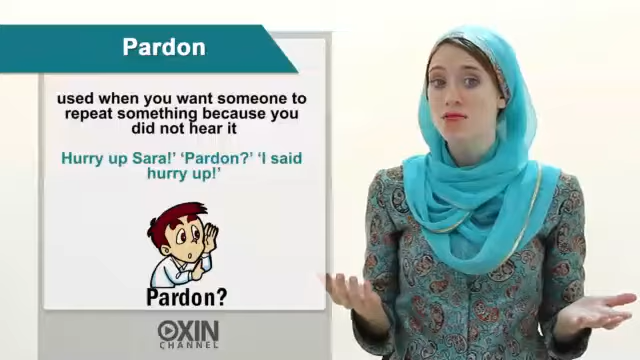 Pardon
used when you want someone to
repeat something because you
did not hear it
Hurry up Sara!' 'Pardon?' 'I said
hurry up!'
Pardon?
OXIN
CHANNEL